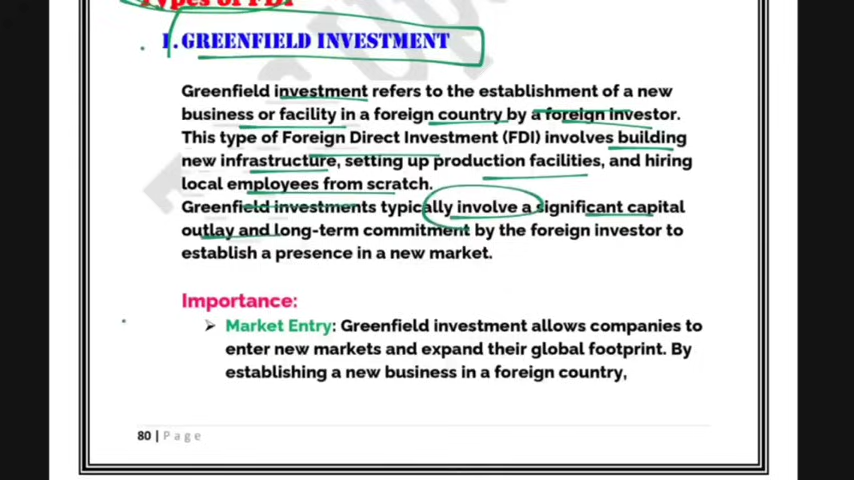 Types of FDI
1. GREENFIELD INVESTMENT
Greenfield investment refers to the establishment of a new
business or facility in a foreign country by a foreign investor.
This type of Foreign Direct Investment (FDI) involves building
new infrastructure, setting up production facilities, and hiring
local employees from scratch.
Greenfield investments typically involve a significant capital
outlay and long-term commitment by the foreign investor to
establish a presence in a new market.
Importance:
➢ Market Entry: Greenfield investment allows companies to
enter new markets and expand their global footprint. By
establishing a new business in a foreign country,
80 | Page